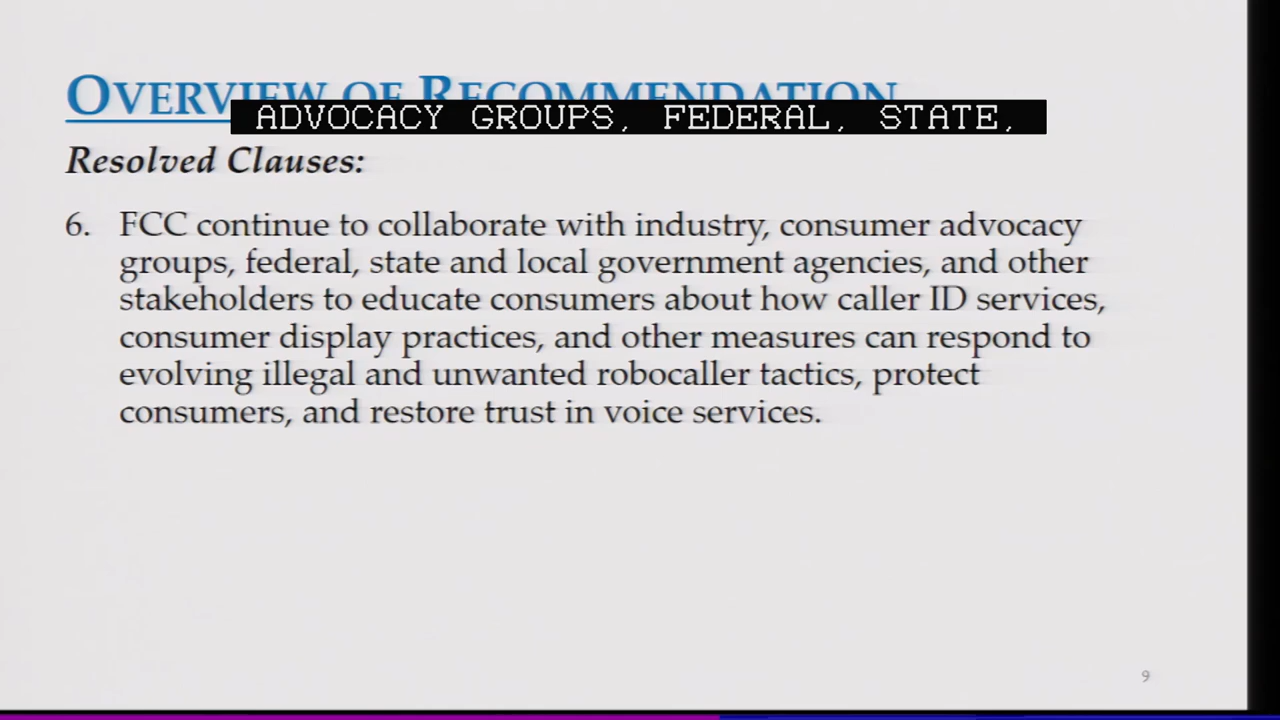 OVERVIEW OF RECOMMENDATION
ADVOCACY GROUPS, FEDERAL, STATE,
Resolved Clauses:
6. FCC continue to collaborate with industry, consumer advocacy
groups, federal, state and local government agencies, and other
stakeholders to educate consumers about how caller ID services,
consumer display practices, and other measures can respond to
evolving illegal and unwanted robocaller tactics, protect
consumers, and restore trust in voice services.
9